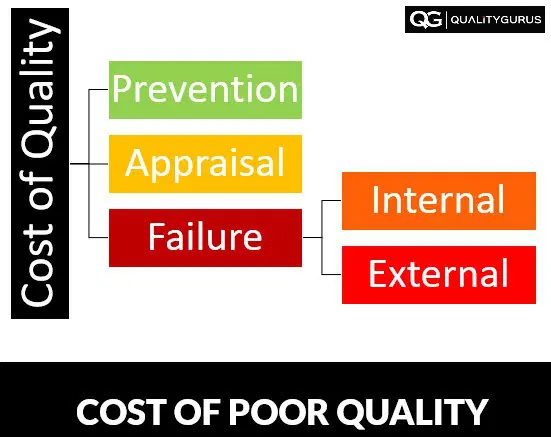 QG | QUALITYGURUS
Cost of Quality
Prevention
Appraisal
Failure
Internal
External
COST OF POOR QUALITY